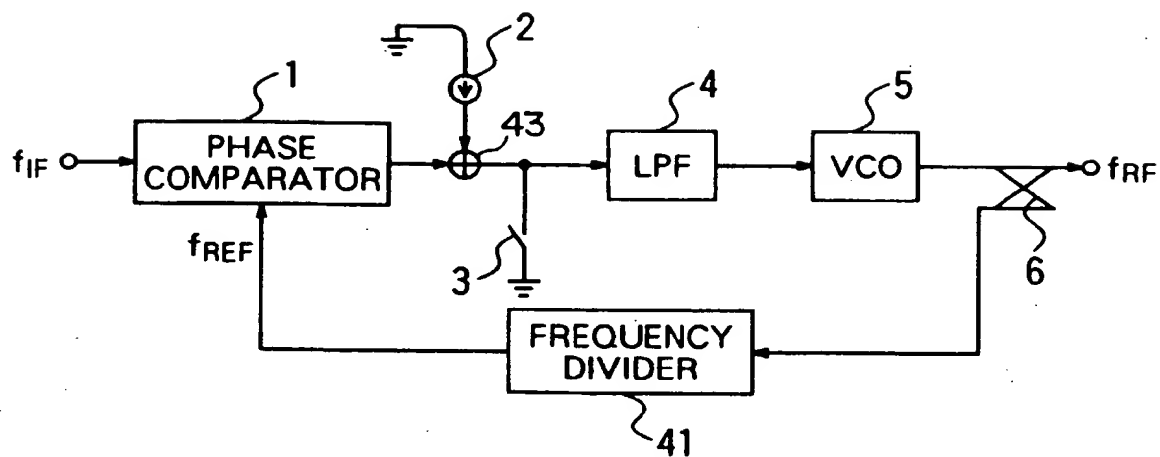 2
1
43
4
5
fIF
PHASE
COMPARATOR
LPF
VCO
fRF
fREF
3
6
FREQUENCY
DIVIDER
41